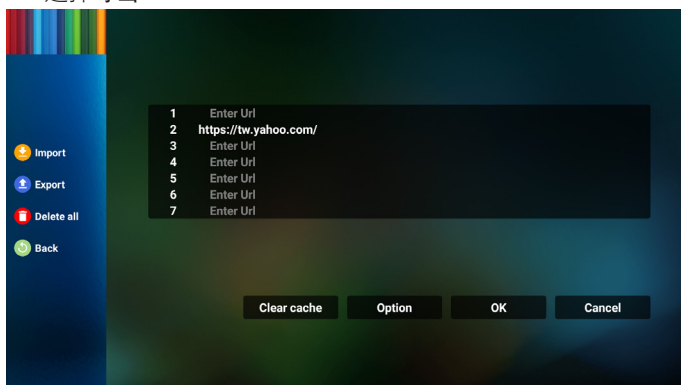 Import
Export
Delete all
Back
1 Enter Url
2 https://tw.yahoo.com/
3 Enter Url
4 Enter Url
5 Enter Url
6 Enter Url
7 Enter Url
Clear cache Option OK Cancel